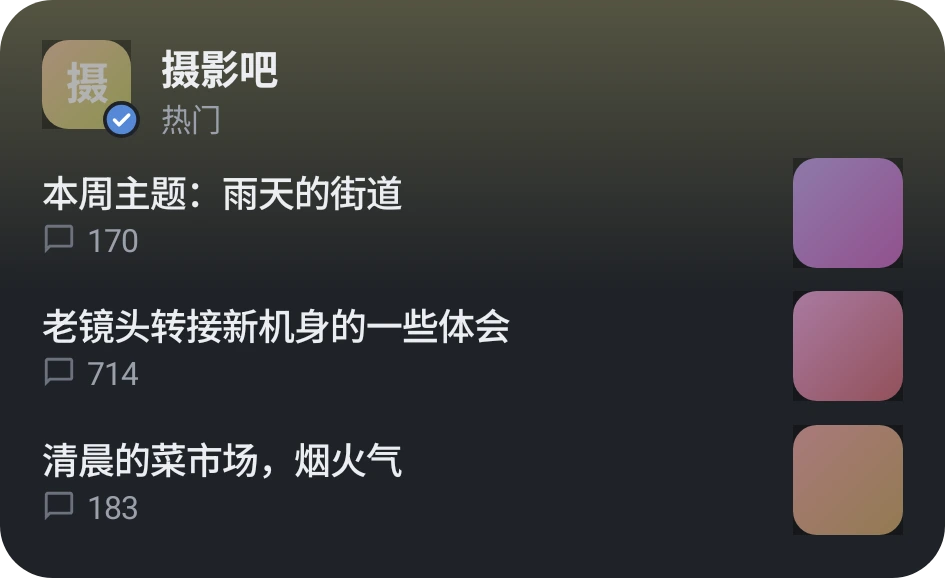 摄
摄影吧
热门
本周主题：雨天的街道
170
老镜头转接新机身的一些体会
714
清晨的菜市场，烟火气
183